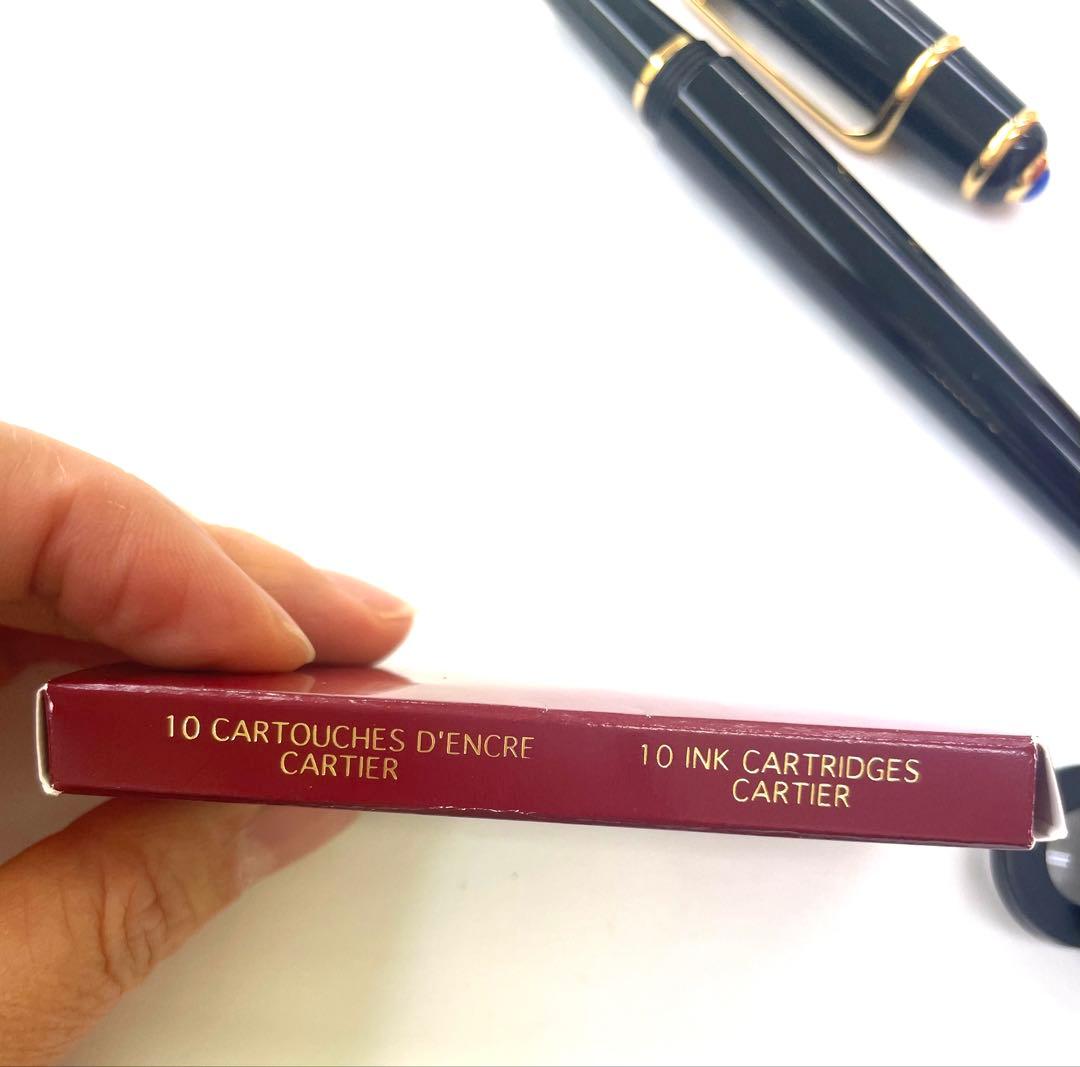 10 CARTOUCHES D'ENCRE
CARTIER
10 INK CARTRIDGES
CARTIER